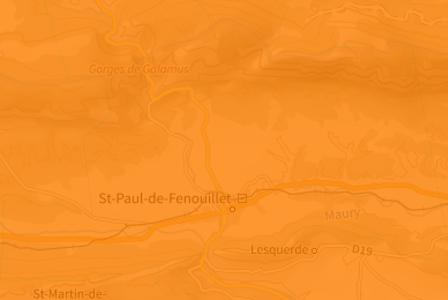 Gorges de Galamus
St-Paul-de-Fenouillet
Maury
Lesquerde
D19
St-Martin-de-